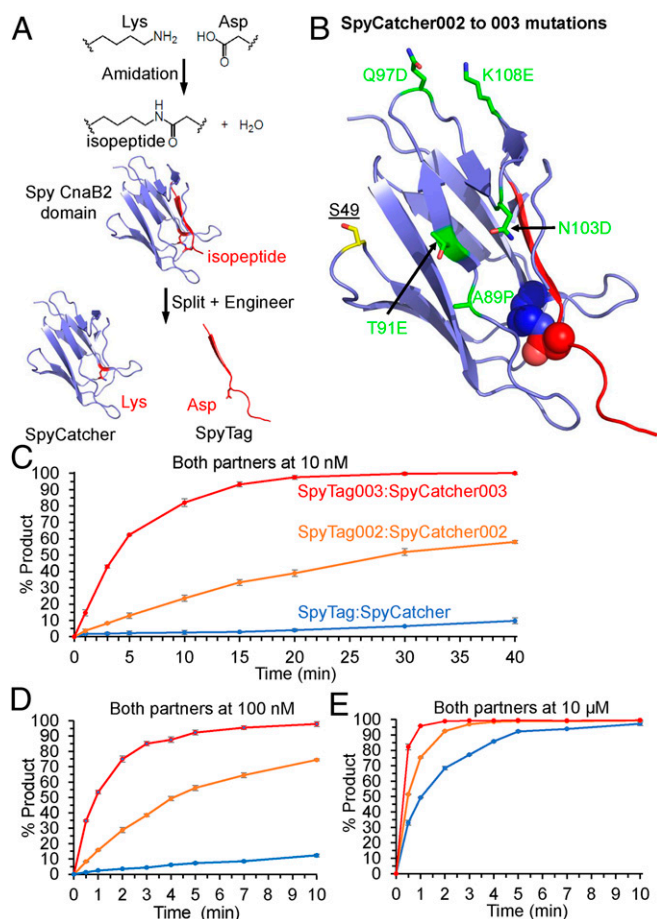 A
Lys
Asp
NH2
HO
O
Amidation
H
N
O
+ H2O
isopeptide
Spy CnaB2
domain
isopeptide
Split + Engineer
Lys
Asp
SpyCatcher
SpyTag
B
SpyCatcher002 to 003 mutations
Q97D
K108E
S49
N103D
A89P
T91E
C
Both partners at 10 nM
% Product
100
90
80
70
60
50
40
30
20
10
0
SpyTag003:SpyCatcher003
SpyTag002:SpyCatcher002
SpyTag:SpyCatcher
0 5 10 15 20 25 30 35 40
Time (min)
D
Both partners at 100 nM
% Product
100
90
80
70
60
50
40
30
20
10
0
0 1 2 3 4 5 6 7 8 9 10
Time (min)
E
Both partners at 10 μM
% Product
100
90
80
70
60
50
40
30
20
10
0
0 1 2 3 4 5 6 7 8 9 10
Time (min)